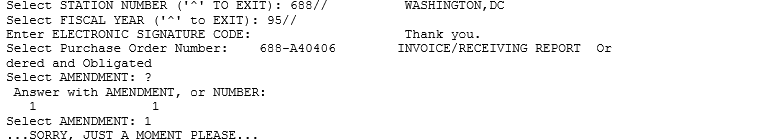 Select STATION NUMBER ('^' TO EXIT): 688// WASHINGTON,DC
Select FISCAL YEAR ('^' to EXIT): 95//
Enter ELECTRONIC SIGNATURE CODE: Thank you.
Select Purchase Order Number: 688-A40406 INVOICE/RECEIVING REPORT Or
dered and Obligated
Select AMENDMENT: ?
Answer with AMENDMENT, or NUMBER:
1 1
Select AMENDMENT: 1
...SORRY, JUST A MOMENT PLEASE...